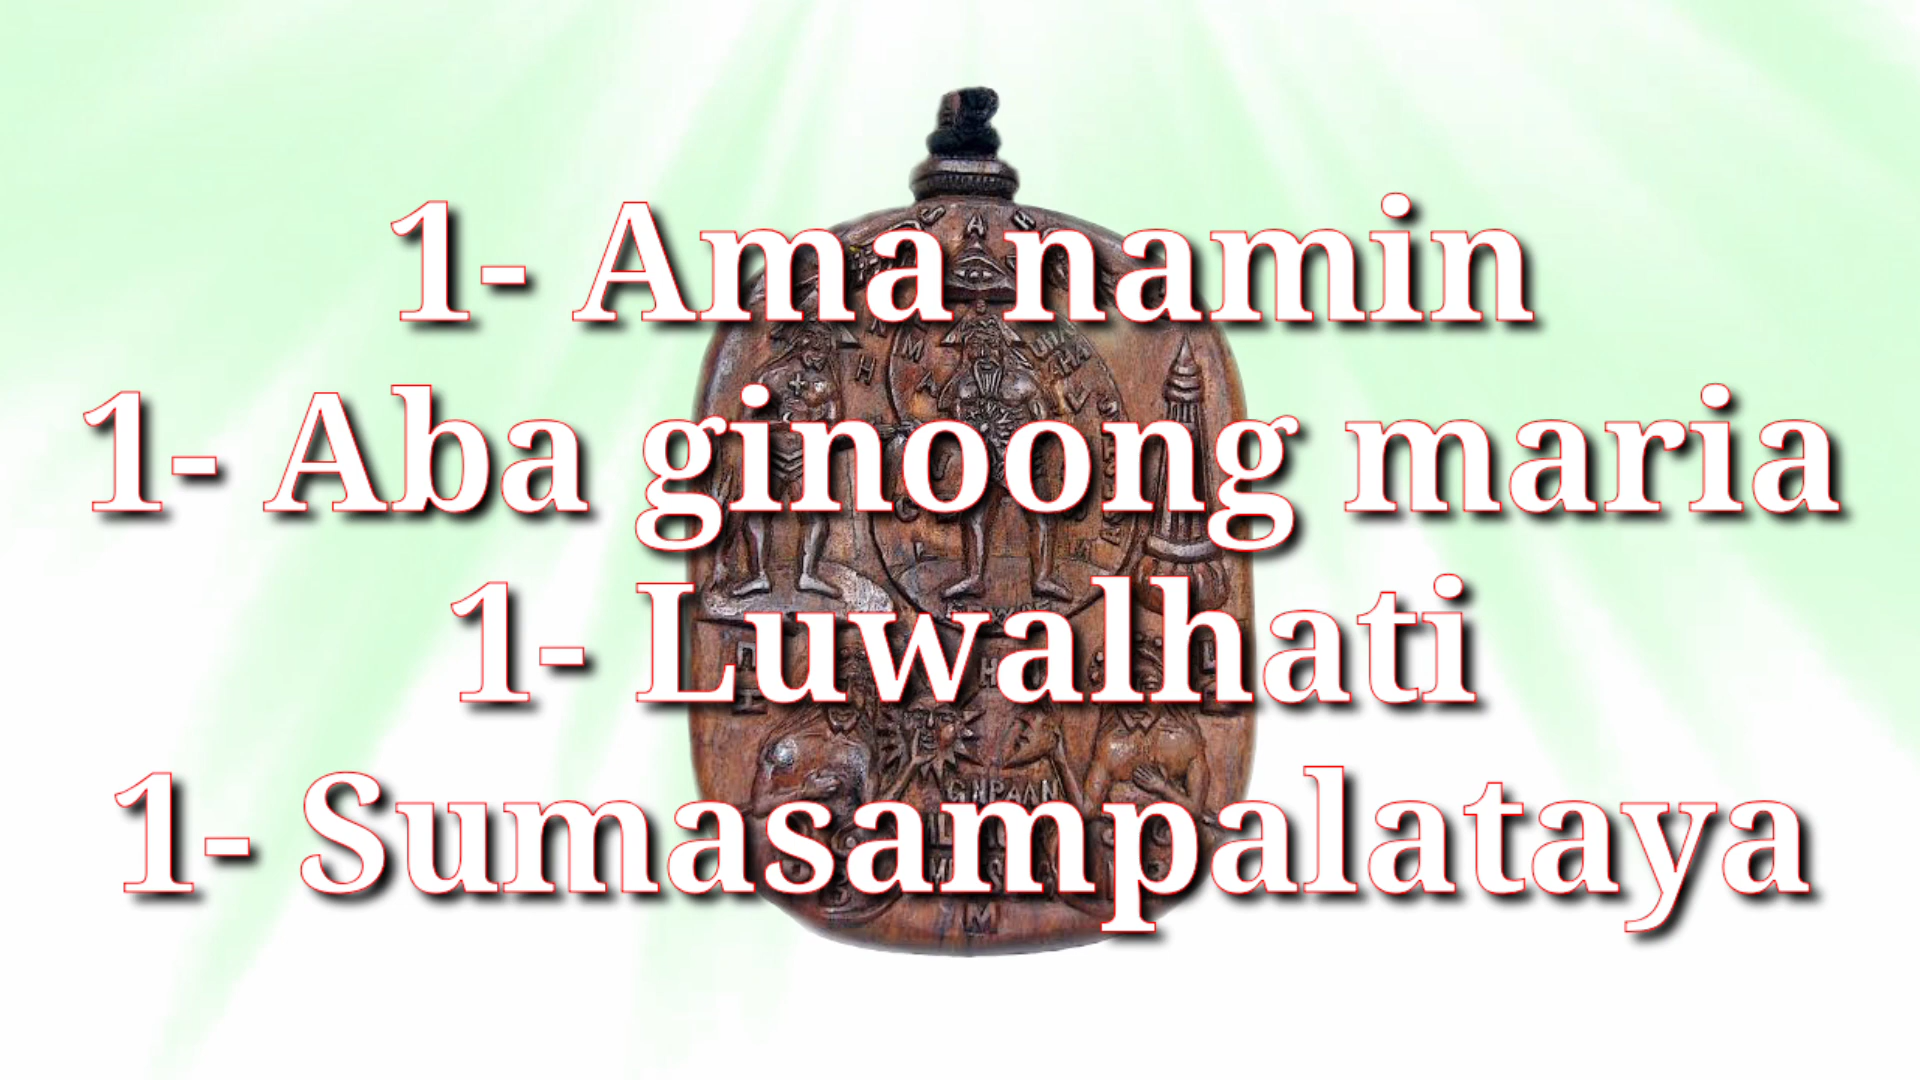 1- Ama namin
1- Aba ginoong maria
1- Luwalhati
1- Sumasampalataya